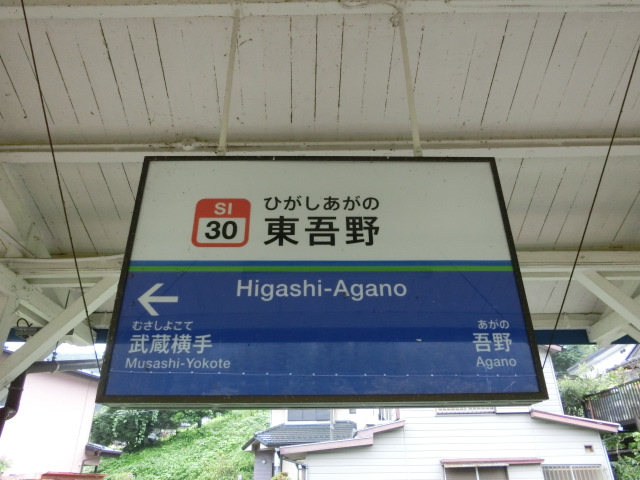 SI
30
ひがしあがの
東吾野
Higashi-Agano
←
むさしよこて
武蔵横手
Musashi-Yokote
あがの
吾野
Agano